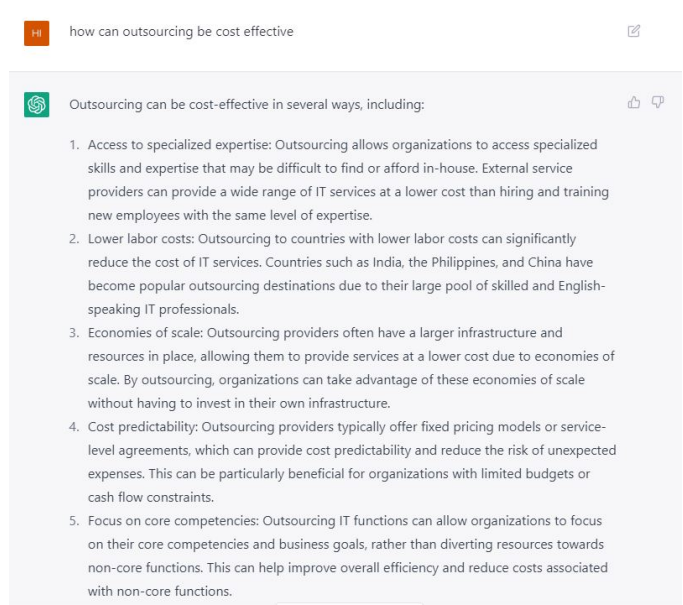 HI
how can outsourcing be cost effective
Outsourcing can be cost-effective in several ways, including:
1. Access to specialized expertise: Outsourcing allows organizations to access specialized
skills and expertise that may be difficult to find or afford in-house. External service
providers can provide a wide range of IT services at a lower cost than hiring and training
new employees with the same level of expertise.
2. Lower labor costs: Outsourcing to countries with lower labor costs can significantly
reduce the cost of IT services. Countries such as India, the Philippines, and China have
become popular outsourcing destinations due to their large pool of skilled and English-
speaking IT professionals.
3. Economies of scale: Outsourcing providers often have a larger infrastructure and
resources in place, allowing them to provide services at a lower cost due to economies of
scale. By outsourcing, organizations can take advantage of these economies of scale
without having to invest in their own infrastructure.
4. Cost predictability: Outsourcing providers typically offer fixed pricing models or service-
level agreements, which can provide cost predictability and reduce the risk of unexpected
expenses. This can be particularly beneficial for organizations with limited budgets or
cash flow constraints.
5. Focus on core competencies: Outsourcing IT functions can allow organizations to focus
on their core competencies and business goals, rather than diverting resources towards
non-core functions. This can help improve overall efficiency and reduce costs associated
with non-core functions.